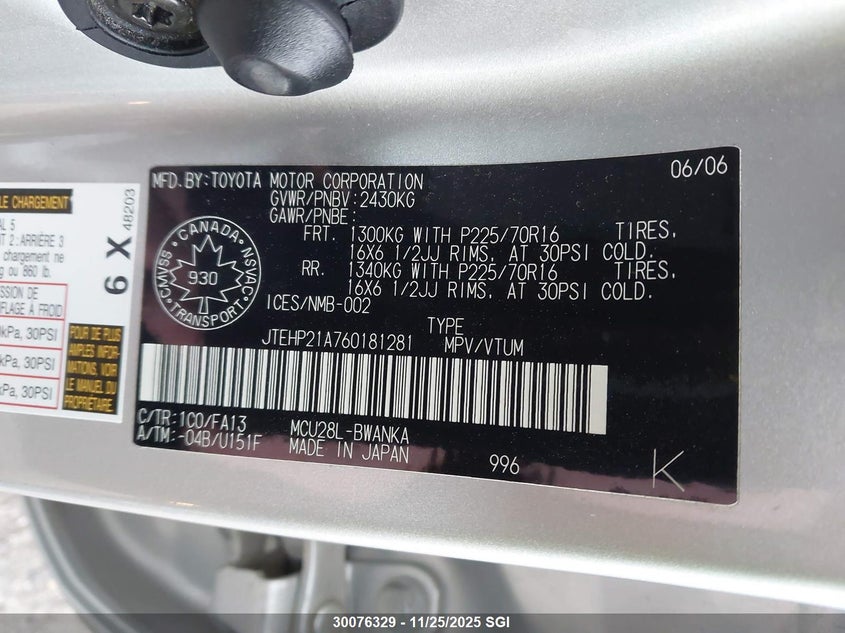 LE CHARGEMENT
AL 5
T 2:ARRIÈRE 3
chargement ne
g ou 860 lb.
6 X 48203
ESSION DE
FLAGE À FROID
kPa, 30PSI
kPa, 30PSI
kPa, 30PSI
POUR DE PLUS
AMPLES INFOR-
MATIONS, VOIR
LE MANUEL DU
PROPRIÉTAIRE
06/06
MFD.BY:TOYOTA MOTOR CORPORATION
GVWR/PNBV:2430KG
GAWR/PNBE:
FRT. 1300KG WITH P225/70R16 TIRES,
16X6 1/2JJ RIMS, AT 30PSI COLD.
RR. 1340KG WITH P225/70R16 TIRES,
16X6 1/2JJ RIMS, AT 30PSI COLD.
ICES/NMB-002
CANADA
CMVSS 930 NSVAC
TRANSPORT
TYPE
JTEHP21A760181281 MPV/VTUM
C/TR:1C0/FA13 MCU28L-BWANKA
A/TM:-04B/U151F MADE IN JAPAN
996 K
30076329 - 11/25/2025 SGI